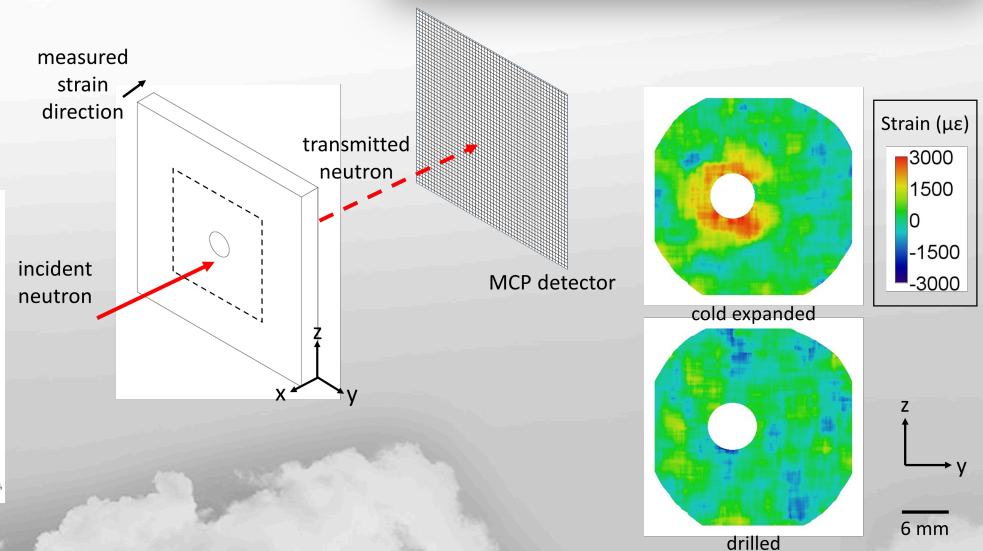 measured
strain
direction
transmitted
neutron
incident
neutron
MCP detector
z
x
y
Strain (µε)
3000
1500
0
-1500
-3000
cold expanded
drilled
z
y
6 mm